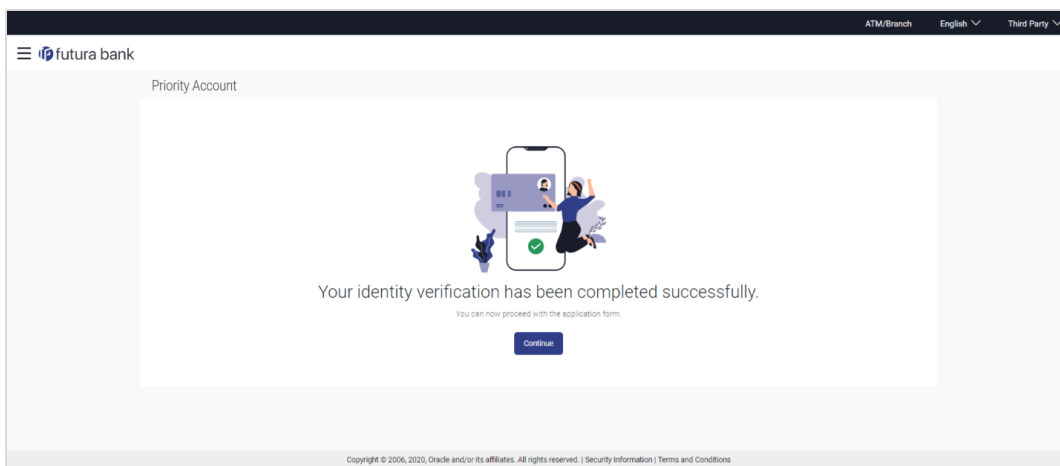 ATM/Branch English Third Party
futura bank
Priority Account
Your identity verification has been completed successfully.
You can now proceed with the application form.
Continue
Copyright © 2006, 2020, Oracle and/or its affiliates. All rights reserved. | Security Information | Terms and Conditions